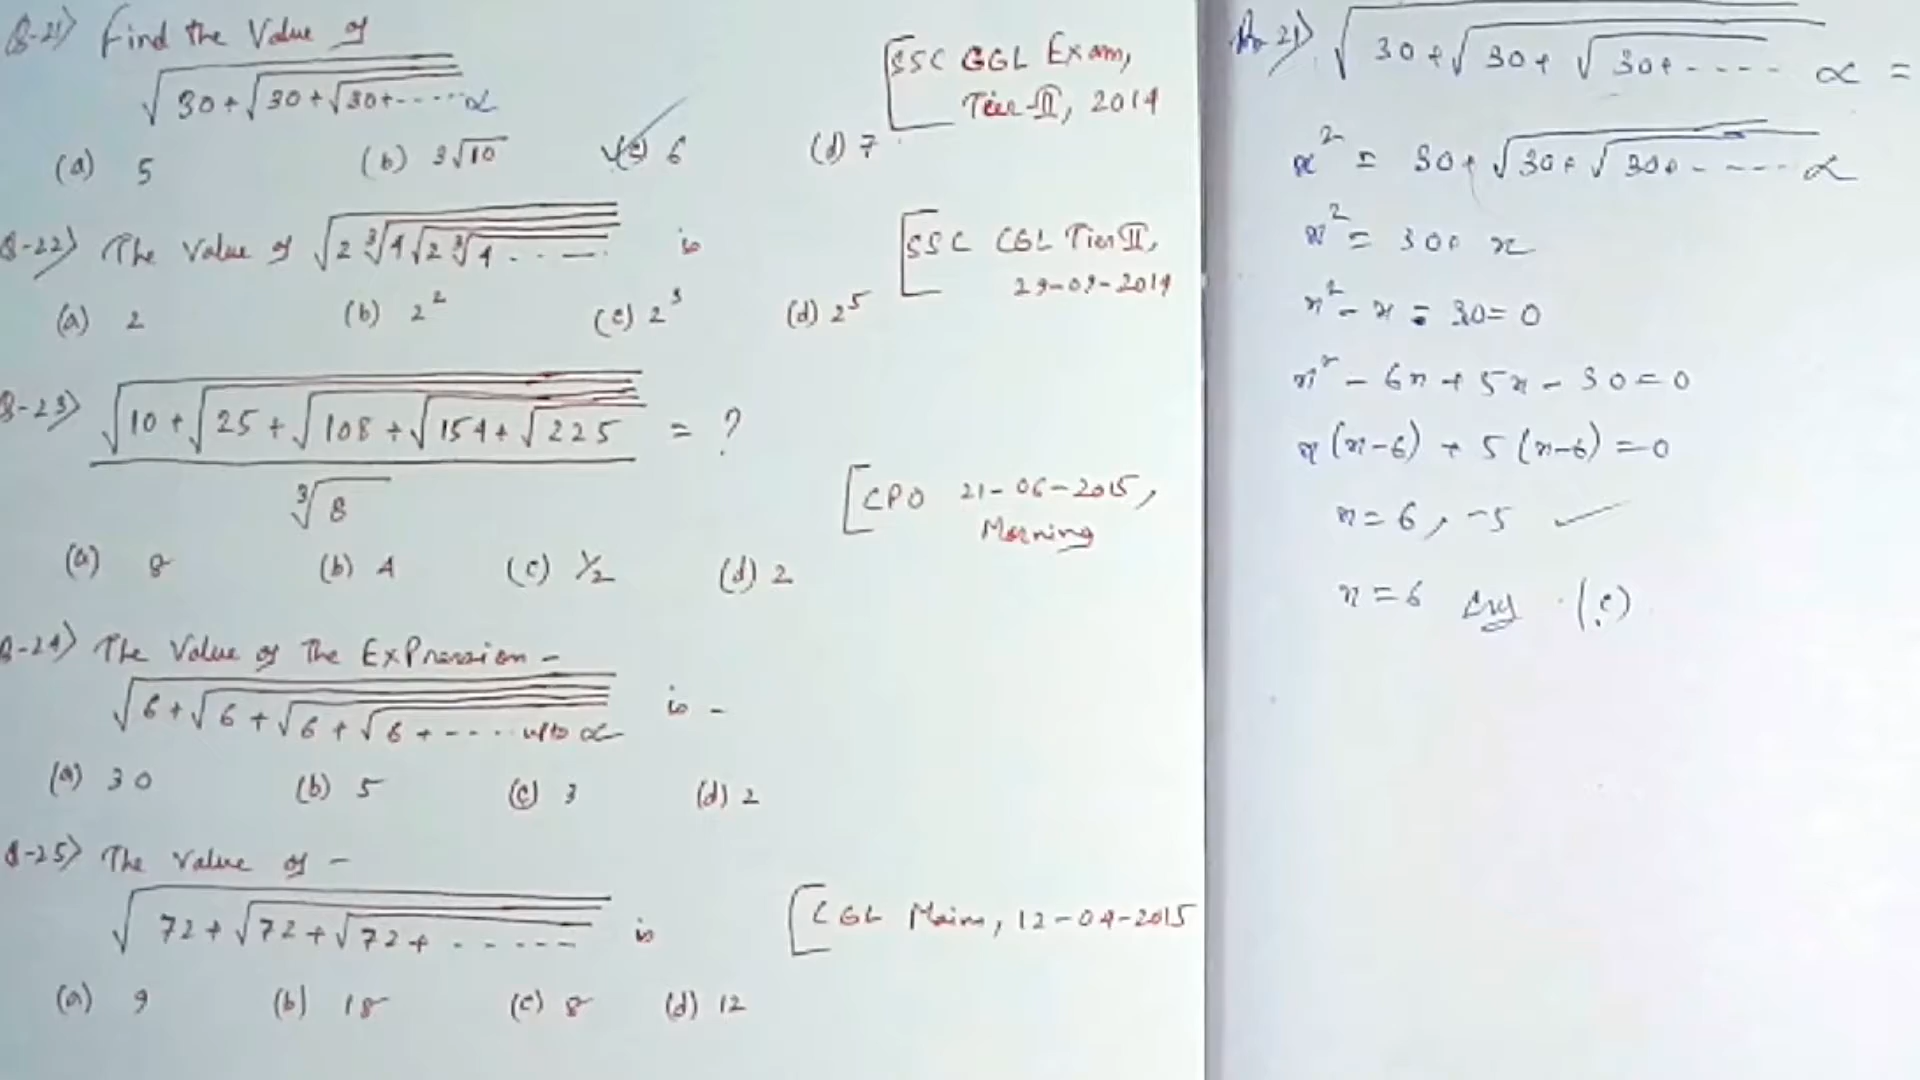 Q-21) Find the Value of
√30+√30+√30+-----α
(a) 5 (b) 3√10 (c) 6 (d) 7
[SSC GGL Exam,
Tier-II, 2014
Q-22) The Value of √2 ∛4 √2 ∛4 ..--. is
[SSC CGL Tier II,
(a) 2 (b) 2² (c) 2³ (d) 2⁵
Q-23) √10+√25+√108+√154+√225 = ?
∛8
[CPO 21-06-2015,
Morning
(a) 8 (b) 4 (c) 1/2 (d) 2
Q-24) The Value of The Expression -
√6+√6+√6+√6+----upto α is -
(a) 30 (b) 5 (c) 3 (d) 2
Q-25) The Value of -
√72+√72+√72+ ------ is
[CGL Mains, 12-04-2015
(a) 9 (b) 18 (c) 8 (d) 12
21) √30+√30+√30+----- α =
x² = 30+√30+√30+----- α
x² = 30+ x
x² - x - 30=0
x² - 6x + 5x - 30=0
x(x-6) + 5(x-6) =0
x=6, -5 ✓
x=6 (c)